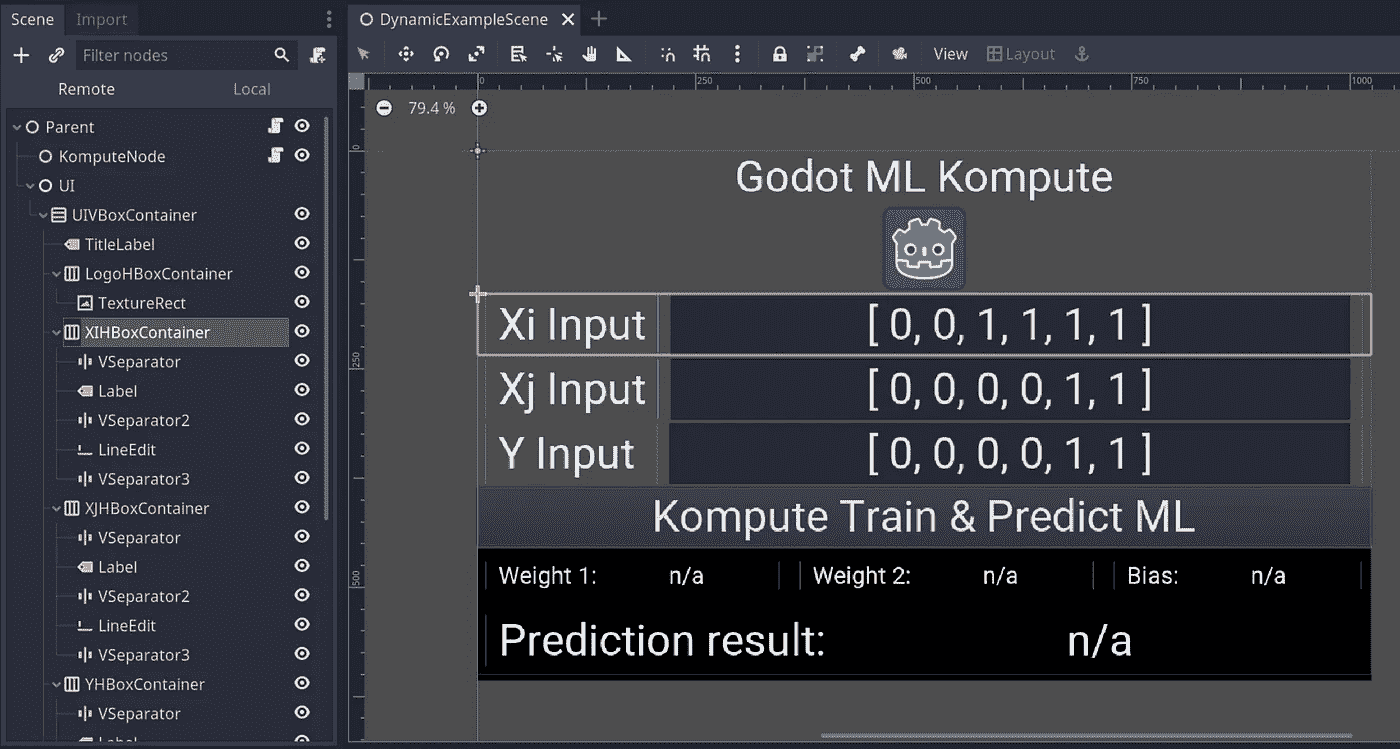 Scene Import
Filter nodes
Remote Local
Parent
KomputeNode
UI
UIVBoxContainer
TitleLabel
LogoHBoxContainer
TextureRect
XIHBoxContainer
VSeparator
Label
VSeparator2
LineEdit
VSeparator3
XJHBoxContainer
VSeparator
Label
VSeparator2
LineEdit
VSeparator3
YHBoxContainer
VSeparator
Label
DynamicExampleScene
View Layout
0 250 500 750 1000
79.4 %
0
250
500
Godot ML Kompute
Xi Input [ 0, 0, 1, 1, 1, 1 ]
Xj Input [ 0, 0, 0, 0, 1, 1 ]
Y Input [ 0, 0, 0, 0, 1, 1 ]
Kompute Train & Predict ML
Weight 1: n/a Weight 2: n/a Bias: n/a
Prediction result: n/a